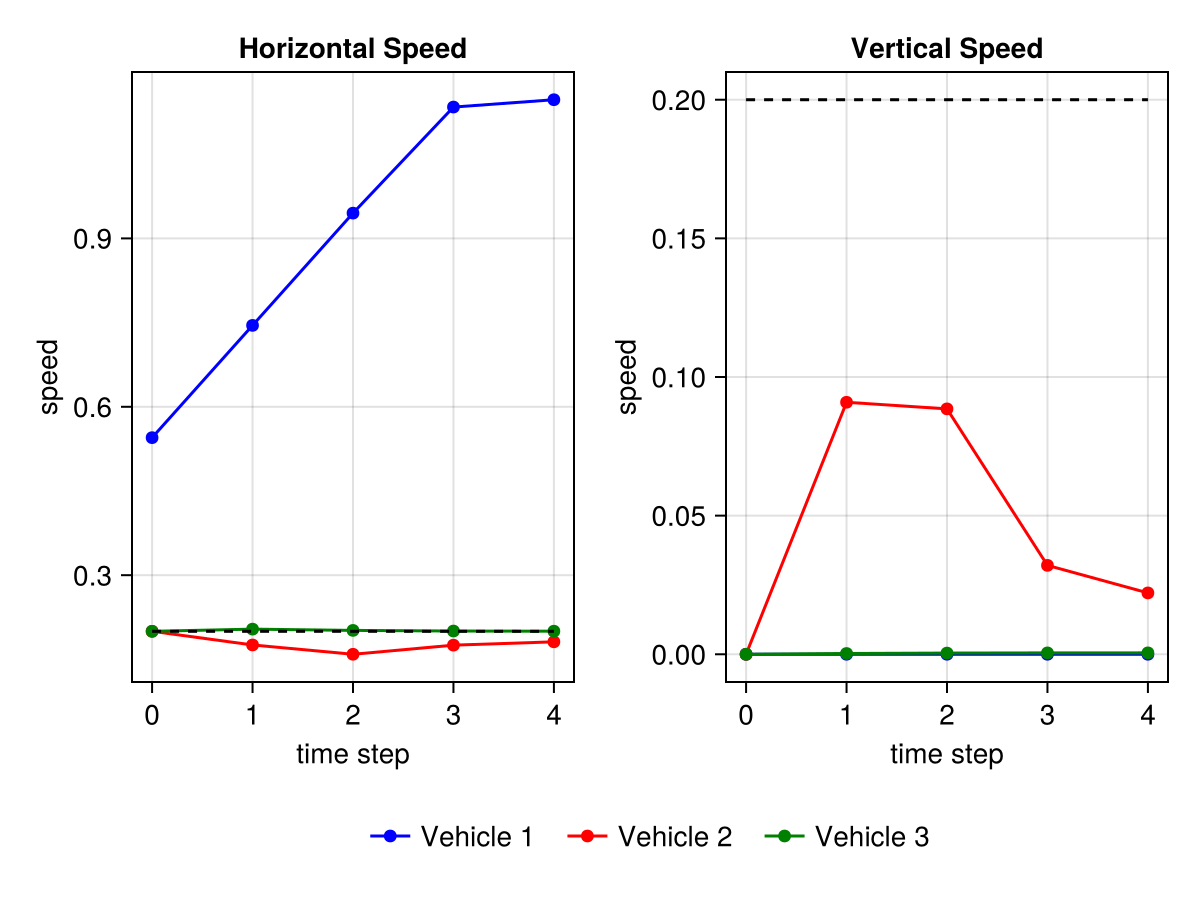 Horizontal Speed
0.9
0.6
0.3
speed
0 1 2 3 4
time step
Vertical Speed
0.20
0.15
0.10
0.05
0.00
speed
0 1 2 3 4
time step
Vehicle 1 Vehicle 2 Vehicle 3